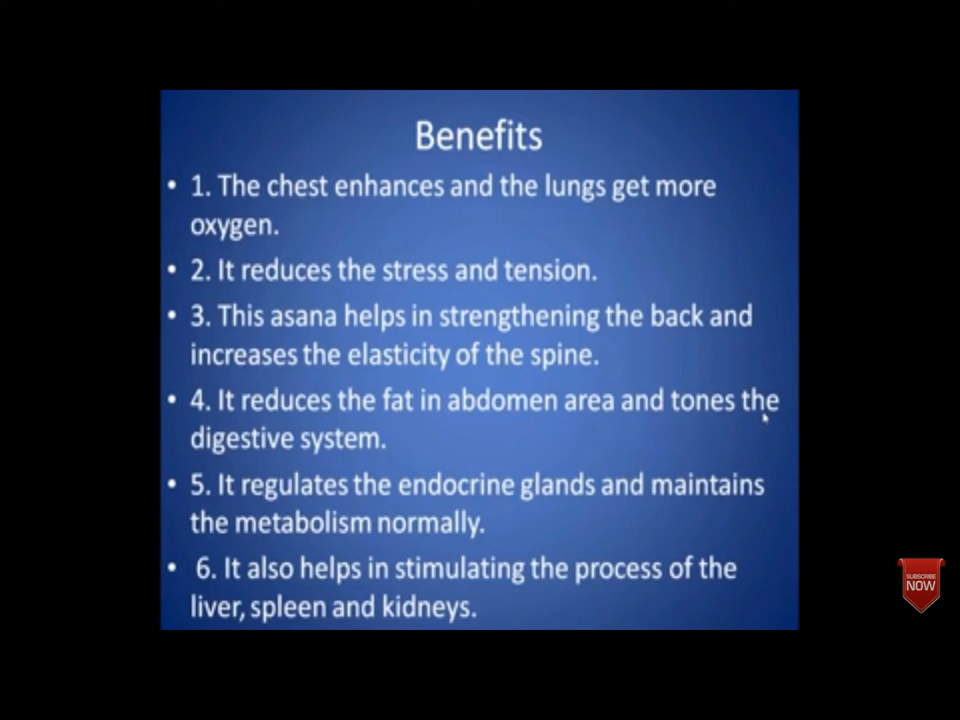 Benefits
• 1. The chest enhances and the lungs get more
oxygen.
• 2. It reduces the stress and tension.
• 3. This asana helps in strengthening the back and
increases the elasticity of the spine.
• 4. It reduces the fat in abdomen area and tones the
digestive system.
• 5. It regulates the endocrine glands and maintains
the metabolism normally.
• 6. It also helps in stimulating the process of the
liver, spleen and kidneys.
SUBSCRIBE
NOW